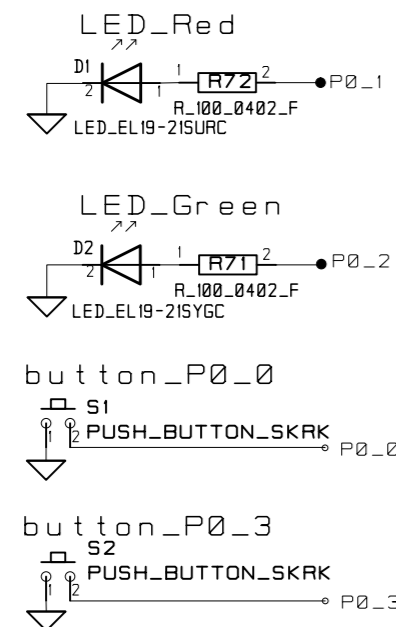 LED_Red
D1 1 R72 2 P0_1
2 1
R_100_0402_F
LED_EL19-21SURC
LED_Green
D2 1 R71 2 P0_2
2 1
R_100_0402_F
LED_EL19-21SYGC
button_P0_0
S1
1 2 PUSH_BUTTON_SKRK
P0_0
button_P0_3
S2
1 2 PUSH_BUTTON_SKRK
P0_3